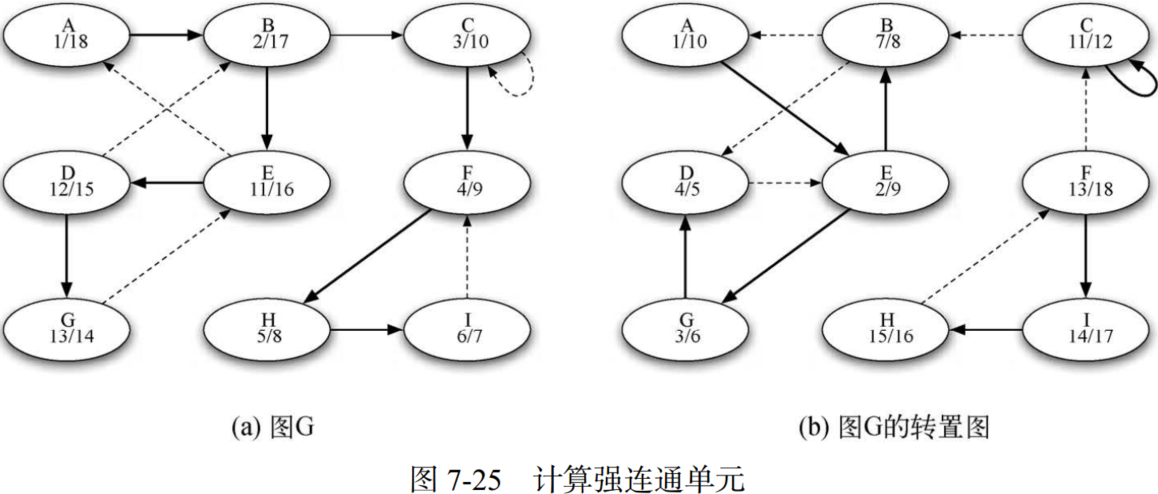 A
1/18
B
2/17
C
3/10
D
12/15
E
11/16
F
4/9
G
13/14
H
5/8
I
6/7
(a) 图G
A
1/10
B
7/8
C
11/12
D
4/5
E
2/9
F
13/18
G
3/6
H
15/16
I
14/17
(b) 图G的转置图
图 7-25 计算强连通单元